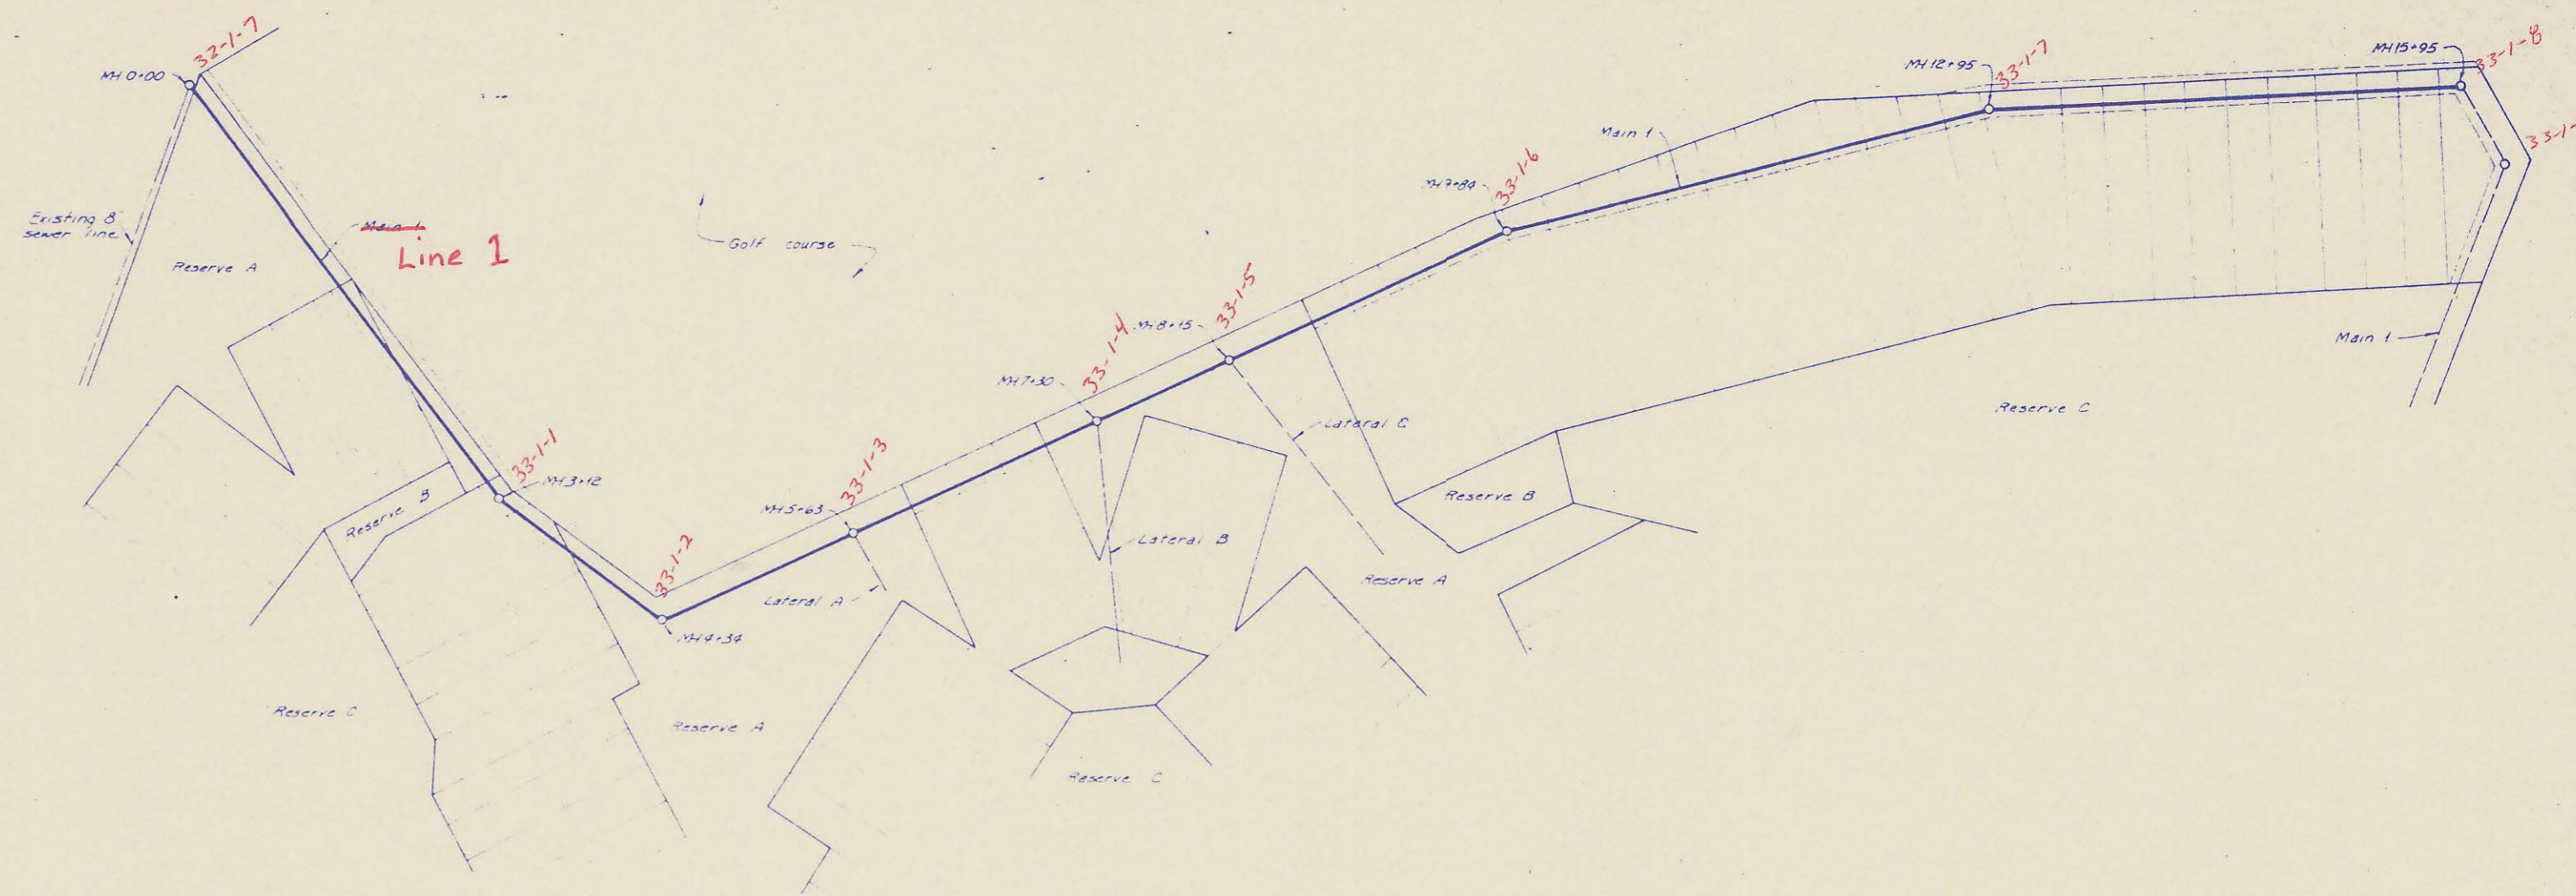 32-1-7
MH 0+00
Existing 8"
sewer line
Reserve A
Main 1
Line 1
Golf course
33-1-1
MH 3+12
Reserve B
33-1-2
MH 4+34
Reserve C
Reserve A
MH 5+63
33-1-3
Lateral A
MH 7+30
33-1-4
Lateral B
Reserve C
MH 8+15
33-1-5
Lateral C
Reserve A
Reserve B
33-1-6
Main 1
MH 12+95
33-1-7
MH 15+95
33-1-8
33-1-
Main 1
Reserve C